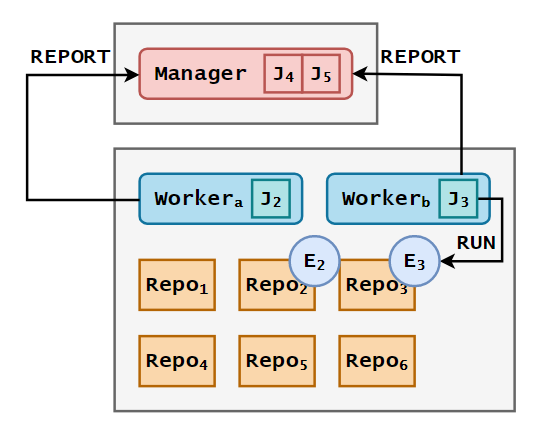 REPORT REPORT
Manager J₄ J₅
Workerₐ J₂ Worker_b J₃
RUN
E₂ E₃
Repo₁ Repo₂ Repo₃
Repo₄ Repo₅ Repo₆